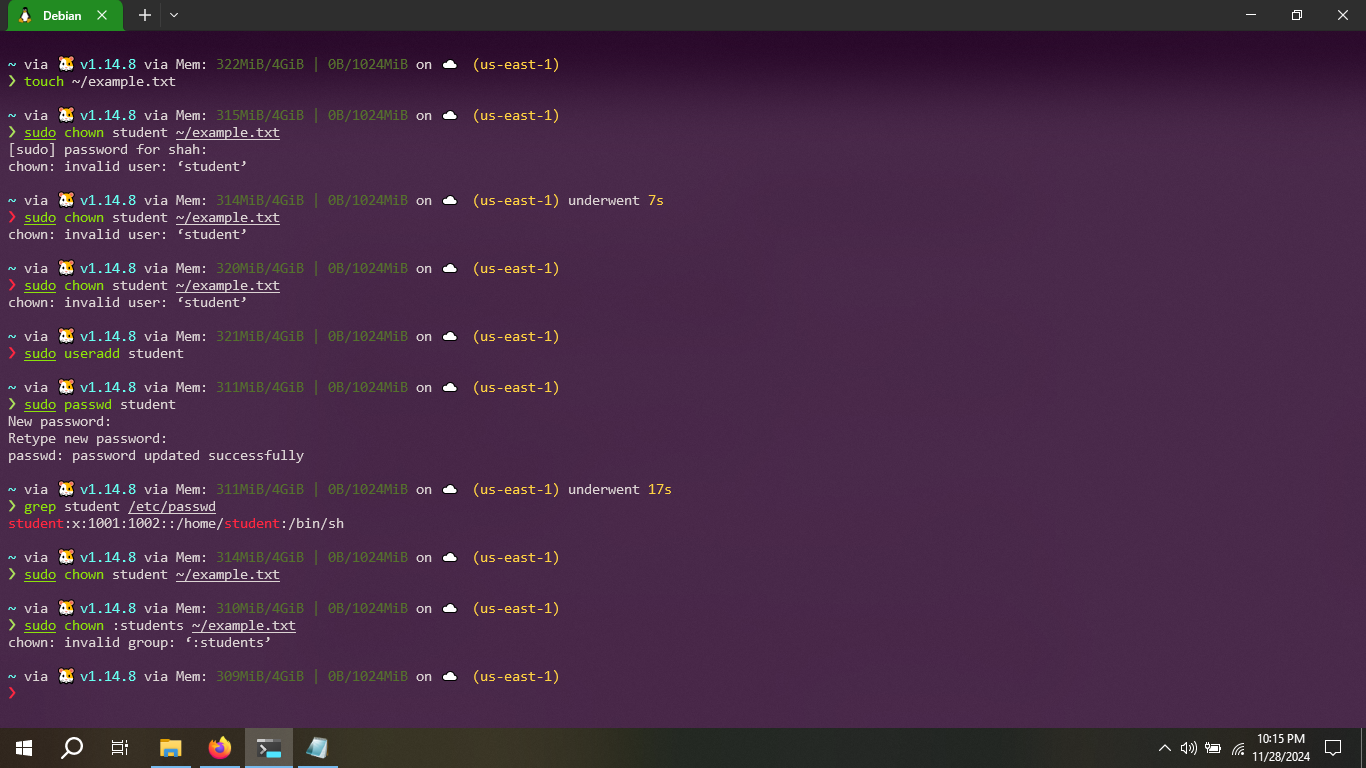 Debian
~ via 🐹 v1.14.8 via Mem: 322MiB/4GiB | 0B/1024MiB on ☁️ (us-east-1)
❯ touch ~/example.txt
~ via 🐹 v1.14.8 via Mem: 315MiB/4GiB | 0B/1024MiB on ☁️ (us-east-1)
❯ sudo chown student ~/example.txt
[sudo] password for shah:
chown: invalid user: ‘student’
~ via 🐹 v1.14.8 via Mem: 314MiB/4GiB | 0B/1024MiB on ☁️ (us-east-1) underwent 7s
❯ sudo chown student ~/example.txt
chown: invalid user: ‘student’
~ via 🐹 v1.14.8 via Mem: 320MiB/4GiB | 0B/1024MiB on ☁️ (us-east-1)
❯ sudo chown student ~/example.txt
chown: invalid user: ‘student’
~ via 🐹 v1.14.8 via Mem: 321MiB/4GiB | 0B/1024MiB on ☁️ (us-east-1)
❯ sudo useradd student
~ via 🐹 v1.14.8 via Mem: 311MiB/4GiB | 0B/1024MiB on ☁️ (us-east-1)
❯ sudo passwd student
New password:
Retype new password:
passwd: password updated successfully
~ via 🐹 v1.14.8 via Mem: 311MiB/4GiB | 0B/1024MiB on ☁️ (us-east-1) underwent 17s
❯ grep student /etc/passwd
student:x:1001:1002::/home/student:/bin/sh
~ via 🐹 v1.14.8 via Mem: 314MiB/4GiB | 0B/1024MiB on ☁️ (us-east-1)
❯ sudo chown student ~/example.txt
~ via 🐹 v1.14.8 via Mem: 310MiB/4GiB | 0B/1024MiB on ☁️ (us-east-1)
❯ sudo chown :students ~/example.txt
chown: invalid group: ‘:students’
~ via 🐹 v1.14.8 via Mem: 309MiB/4GiB | 0B/1024MiB on ☁️ (us-east-1)
❯
10:15 PM
11/28/2024